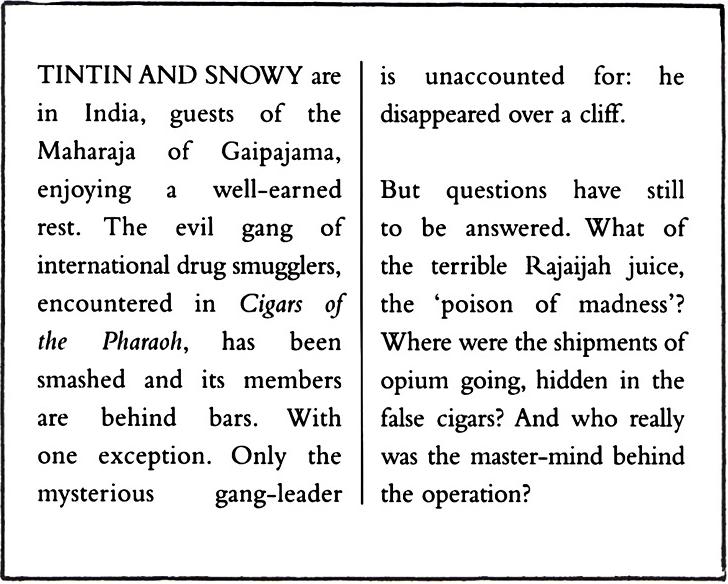 TINTIN AND SNOWY are
in India, guests of the
Maharaja of Gaipajama,
enjoying a well-earned
rest. The evil gang of
international drug smugglers,
encountered in Cigars of
the Pharaoh, has been
smashed and its members
are behind bars. With
one exception. Only the
mysterious gang-leader
is unaccounted for: he
disappeared over a cliff.
But questions have still
to be answered. What of
the terrible Rajaijah juice,
the ‘poison of madness’?
Where were the shipments of
opium going, hidden in the
false cigars? And who really
was the master-mind behind
the operation?